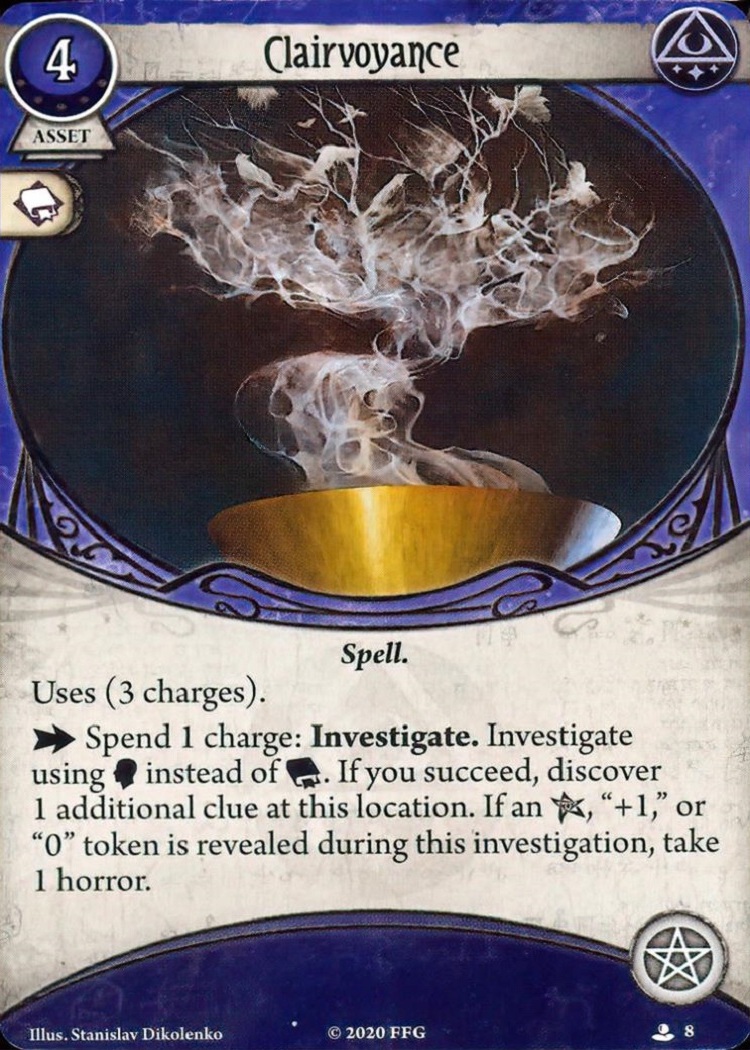 4
Clairvoyance
ASSET
Spell.
Uses (3 charges).
Spend 1 charge: Investigate. Investigate
using instead of . If you succeed, discover
1 additional clue at this location. If an , “+1,” or
“0” token is revealed during this investigation, take
1 horror.
Illus. Stanislav Dikolenko
© 2020 FFG
8